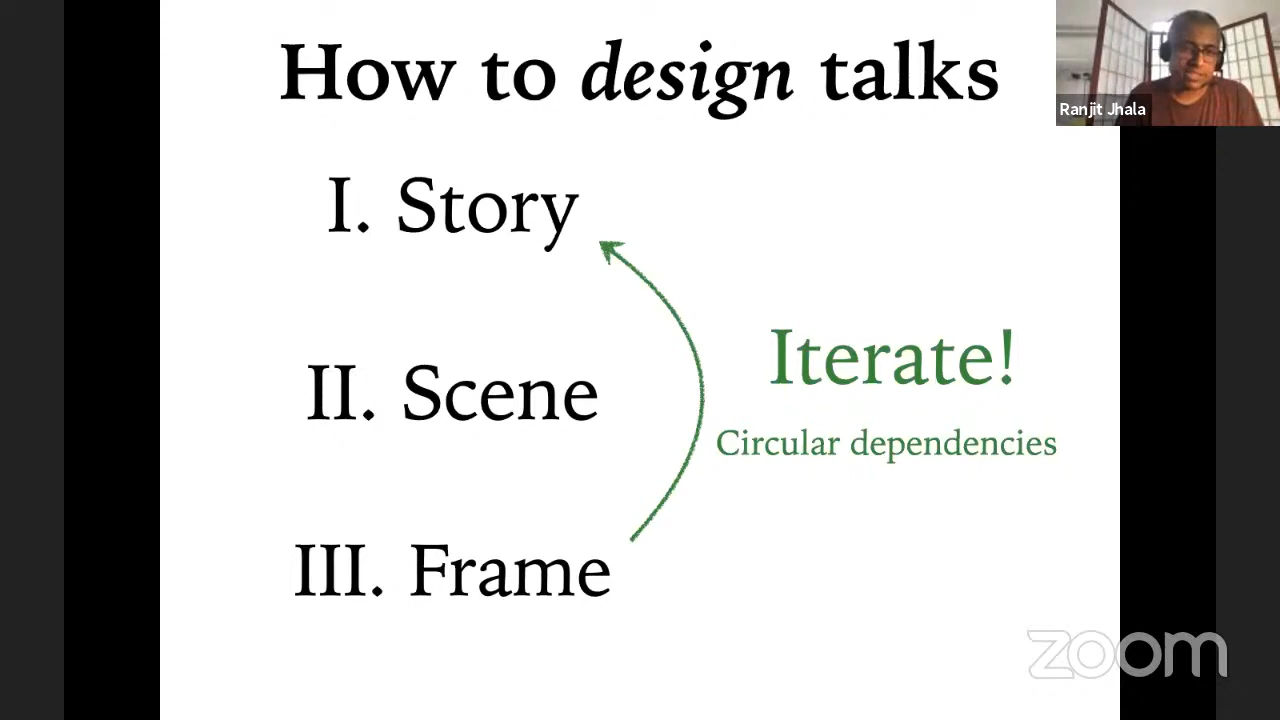 How to design talks
Ranjit Jhala
I. Story
Iterate!
II. Scene
Circular dependencies
III. Frame
zoom